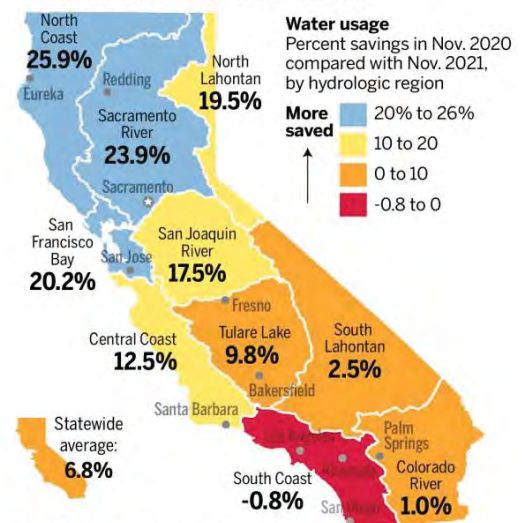 Water usage
Percent savings in Nov. 2020
compared with Nov. 2021,
by hydrologic region
More
saved
20% to 26%
10 to 20
0 to 10
-0.8 to 0
North
Coast
25.9%
Eureka
Redding
North
Lahontan
19.5%
Sacramento
River
23.9%
Sacramento
San
Francisco
Bay
20.2%
San Jose
San Joaquin
River
17.5%
Fresno
Central Coast
12.5%
Tulare Lake
9.8%
Bakersfield
South
Lahontan
2.5%
Santa Barbara
Statewide
average:
6.8%
Los Angeles
South Coast
-0.8%
San Diego
Palm
Springs
Colorado
River
1.0%